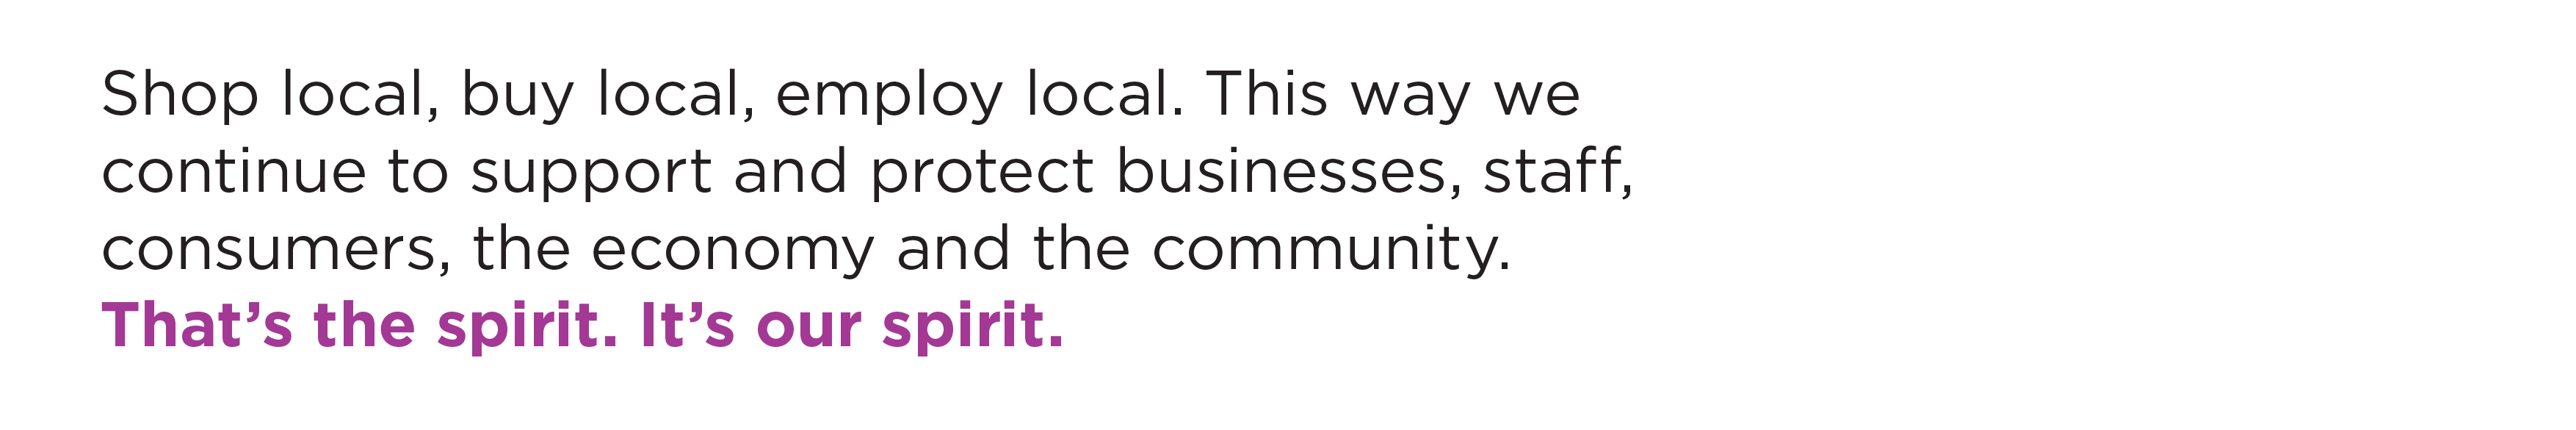 Shop local, buy local, employ local. This way we
continue to support and protect businesses, staff,
consumers, the economy and the community.
That’s the spirit. It’s our spirit.